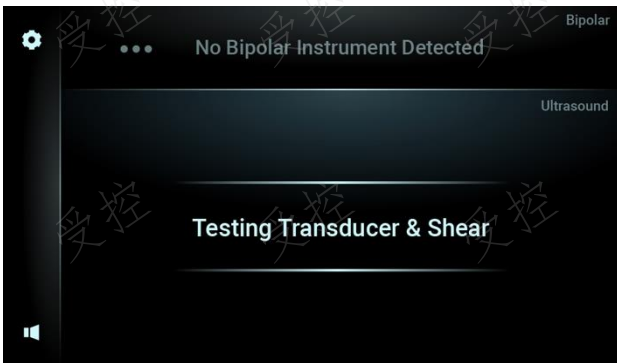 Bipolar
No Bipolar Instrument Detected
Ultrasound
Testing Transducer & Shear
受控
受控
受控
受控
受控
受控